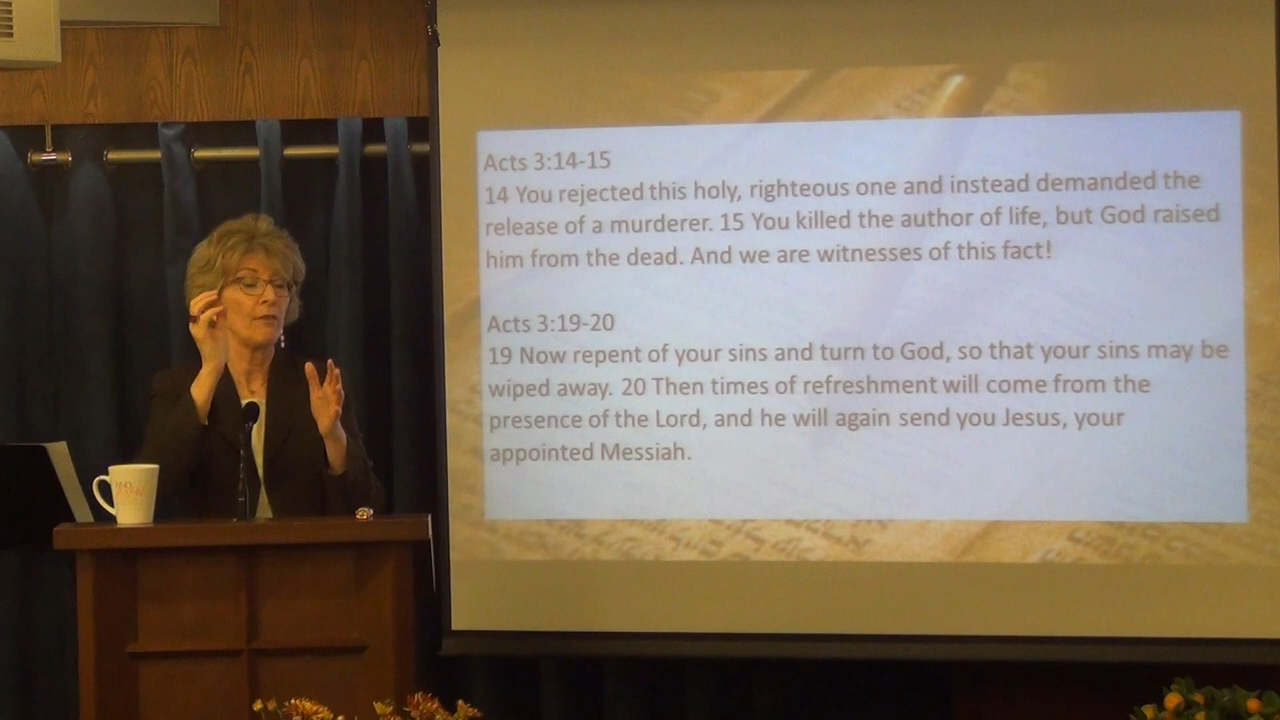 Acts 3:14-15
14 You rejected this holy, righteous one and instead demanded the
release of a murderer. 15 You killed the author of life, but God raised
him from the dead. And we are witnesses of this fact!
Acts 3:19-20
19 Now repent of your sins and turn to God, so that your sins may be
wiped away. 20 Then times of refreshment will come from the
presence of the Lord, and he will again send you Jesus, your
appointed Messiah.